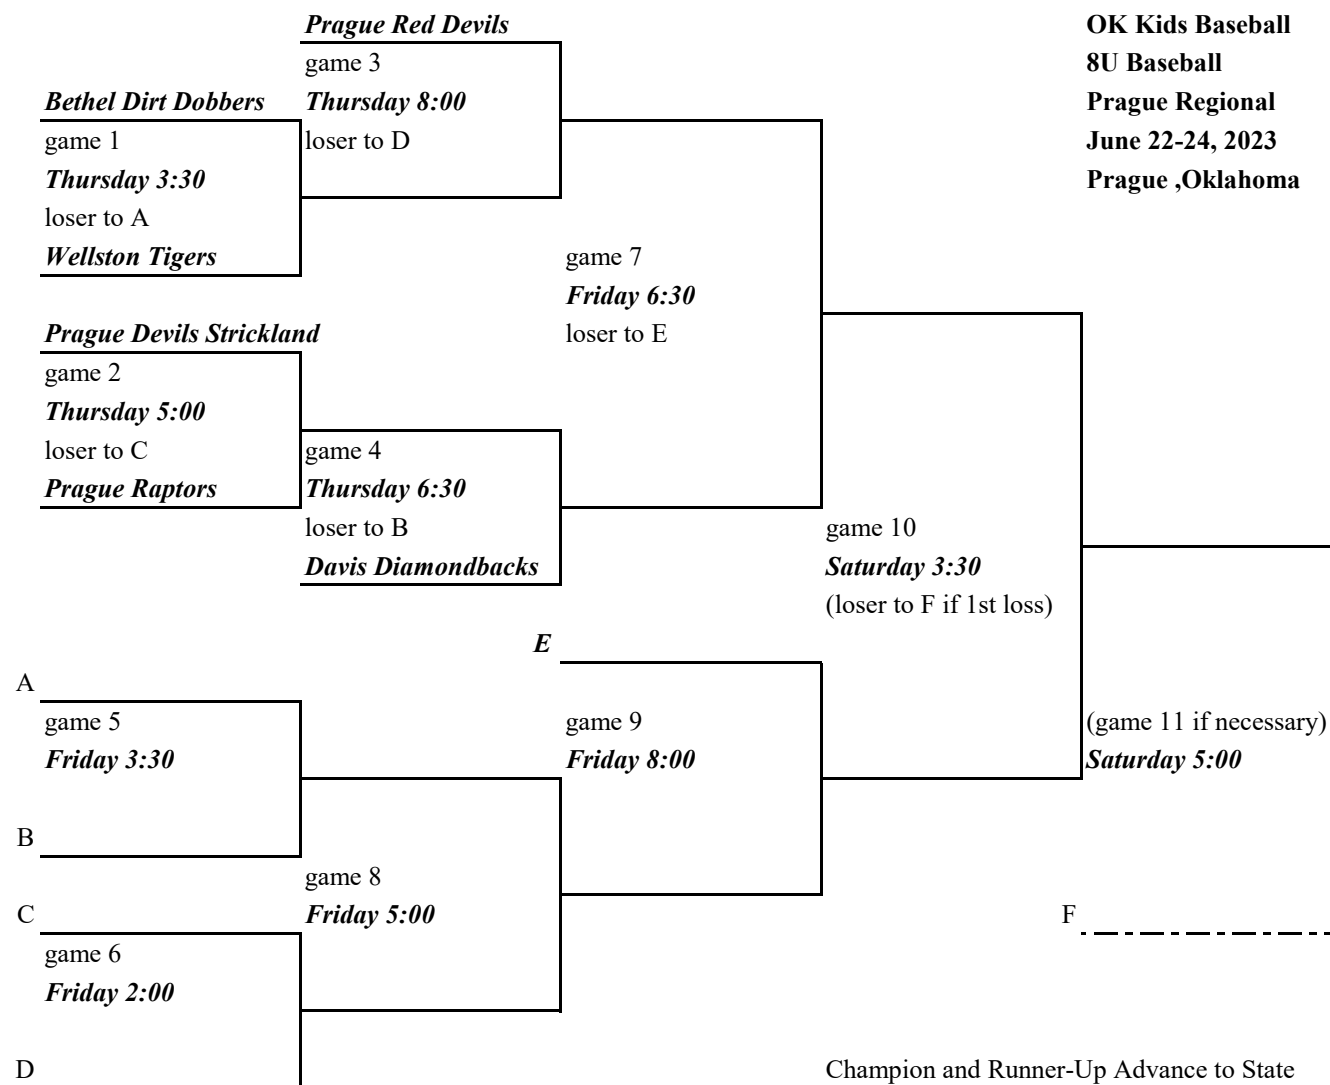 Prague Red Devils
OK Kids Baseball
game 3
8U Baseball
Bethel Dirt Dobbers
Thursday 8:00
Prague Regional
game 1
loser to D
June 22-24, 2023
Thursday 3:30
Prague ,Oklahoma
loser to A
Wellston Tigers
game 7
Friday 6:30
Prague Devils Strickland
loser to E
game 2
Thursday 5:00
loser to C
game 4
Prague Raptors
Thursday 6:30
loser to B
game 10
Davis Diamondbacks
Saturday 3:30
(loser to F if 1st loss)
E
A
game 5
game 9
(game 11 if necessary)
Friday 3:30
Friday 8:00
Saturday 5:00
B
game 8
C
Friday 5:00
F
game 6
Friday 2:00
D
Champion and Runner-Up Advance to State